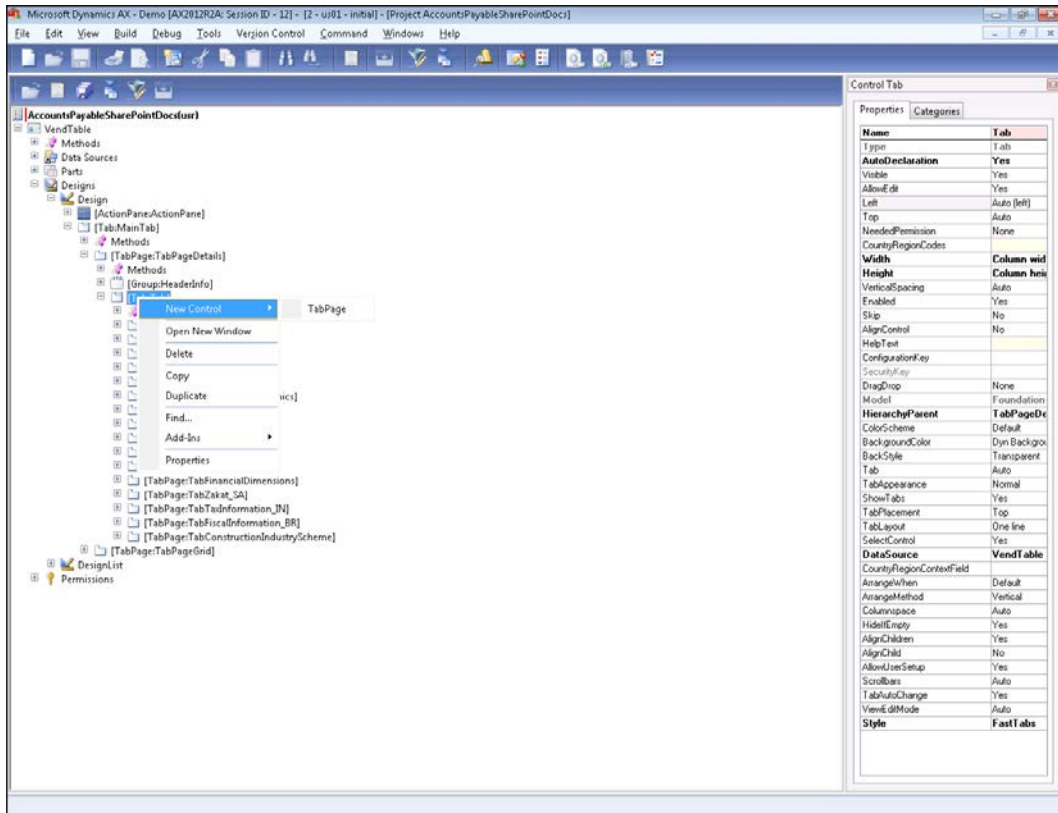 Microsoft Dynamics AX - Demo [AX2012R2A: Session ID - 12] - [2 - us01 - initial] - [Project AccountsPayableSharePointDocs]
File Edit View Build Debug Tools Version Control Command Windows Help
AccountsPayableSharePointDocs(usr)
VendTable
Methods
Data Sources
Parts
Designs
Design
[ActionPane:ActionPane]
[Tab:MainTab]
Methods
[TabPage:TabPageDetails]
Methods
[Group:HeaderInfo]
New Control
TabPage
Open New Window
Delete
Copy
Duplicate
nics]
Find...
Add-Ins
Properties
[TabPage:TabFinancialDimensions]
[TabPage:TabZakat_SA]
[TabPage:TabTaxInformation_IN]
[TabPage:TabFiscalInformation_BR]
[TabPage:TabConstructionIndustryScheme]
[TabPage:TabPageGrid]
DesignList
Permissions
Control Tab
Properties Categories
Name Tab
Type Tab
AutoDeclaration Yes
Visible Yes
AllowEdit Yes
Left Auto (left)
Top Auto
NeededPermission None
CountryRegionCodes
Width Column wid
Height Column heig
VerticalSpacing Auto
Enabled Yes
Skip No
AlignControl No
HelpText
ConfigurationKey
SecurityKey
DragDrop None
Model Foundation
HierarchyParent TabPageDe
ColorScheme Default
BackgroundColor Dyn Backgrou
BackStyle Transparent
Tab Auto
TabAppearance Normal
ShowTabs Yes
TabPlacement Top
TabLayout One line
SelectControl Yes
DataSource VendTable
CountryRegionContextField
ArrangeWhen Default
ArrangeMethod Vertical
Columnspace Auto
HideIfEmpty Yes
AlignChildren Yes
AlignChild No
AllowUserSetup Yes
Scrollbars Auto
TabAutoChange Yes
ViewEditMode Auto
Style FastTabs